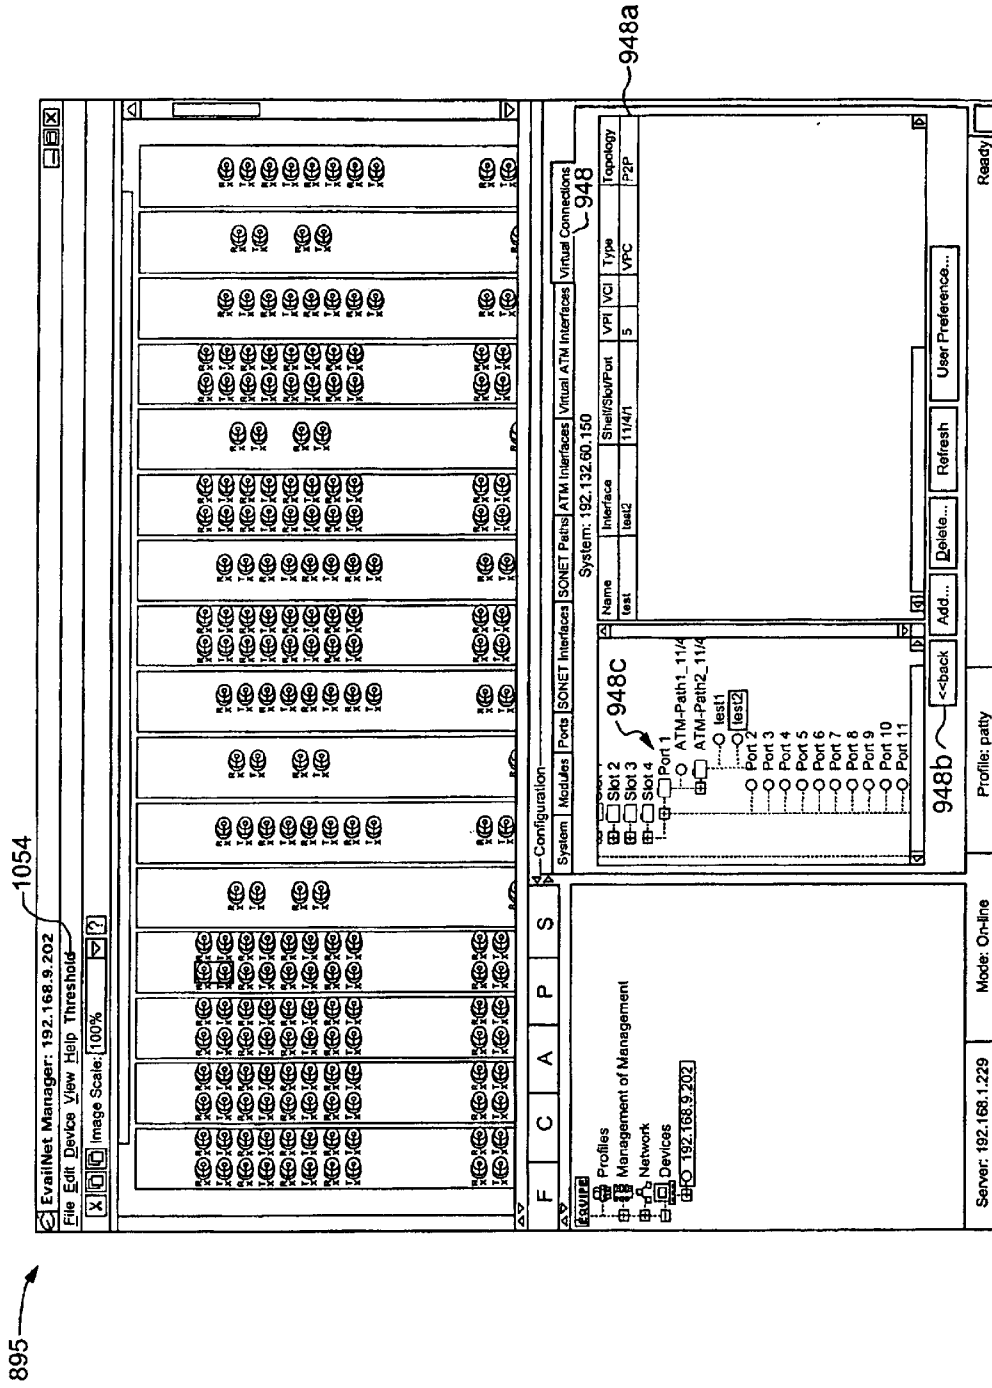 895
1054
EvailNet Manager: 192.168.9.202
File Edit Device View Help Threshold
X ? Image Scale: 100%
F C A P S
EQUIPE
Profiles
Management of Management
Network
Devices
192.168.9.202
Configuration
System Modules Ports SONET Interfaces SONET Paths ATM Interfaces Virtual ATM Interfaces Virtual Connections
948
System: 192.132.60.150
Slot 2
Slot 3
Slot 4
948C
Port 1
ATM-Path1_11/4
ATM-Path2_11/4
test1
test2
Port 2
Port 3
Port 4
Port 5
Port 6
Port 7
Port 8
Port 9
Port 10
Port 11
Name Interface Shelf/Slot/Port VPI VCI Type Topology
test test2 11/4/1 5 VPC P2P
948a
948b
<<back Add... Delete... Refresh User Preference...
Server: 192.168.1.229 Mode: On-line Profile: patty Ready